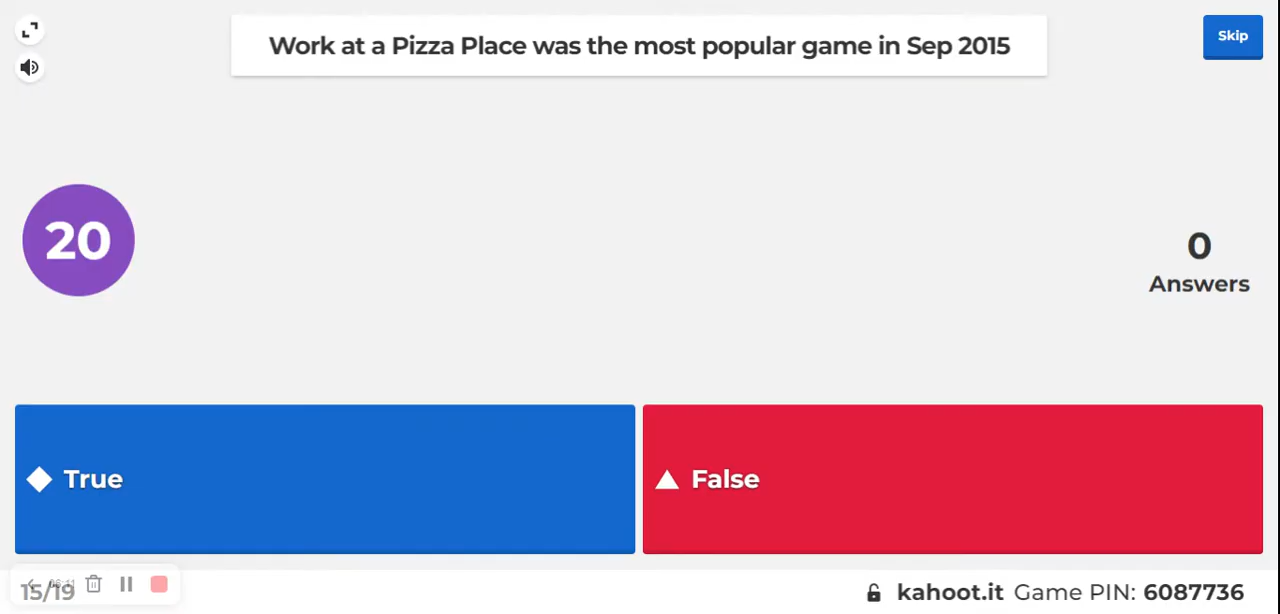 Work at a Pizza Place was the most popular game in Sep 2015
Skip
20
0
Answers
True
False
15/19
kahoot.it Game PIN: 6087736